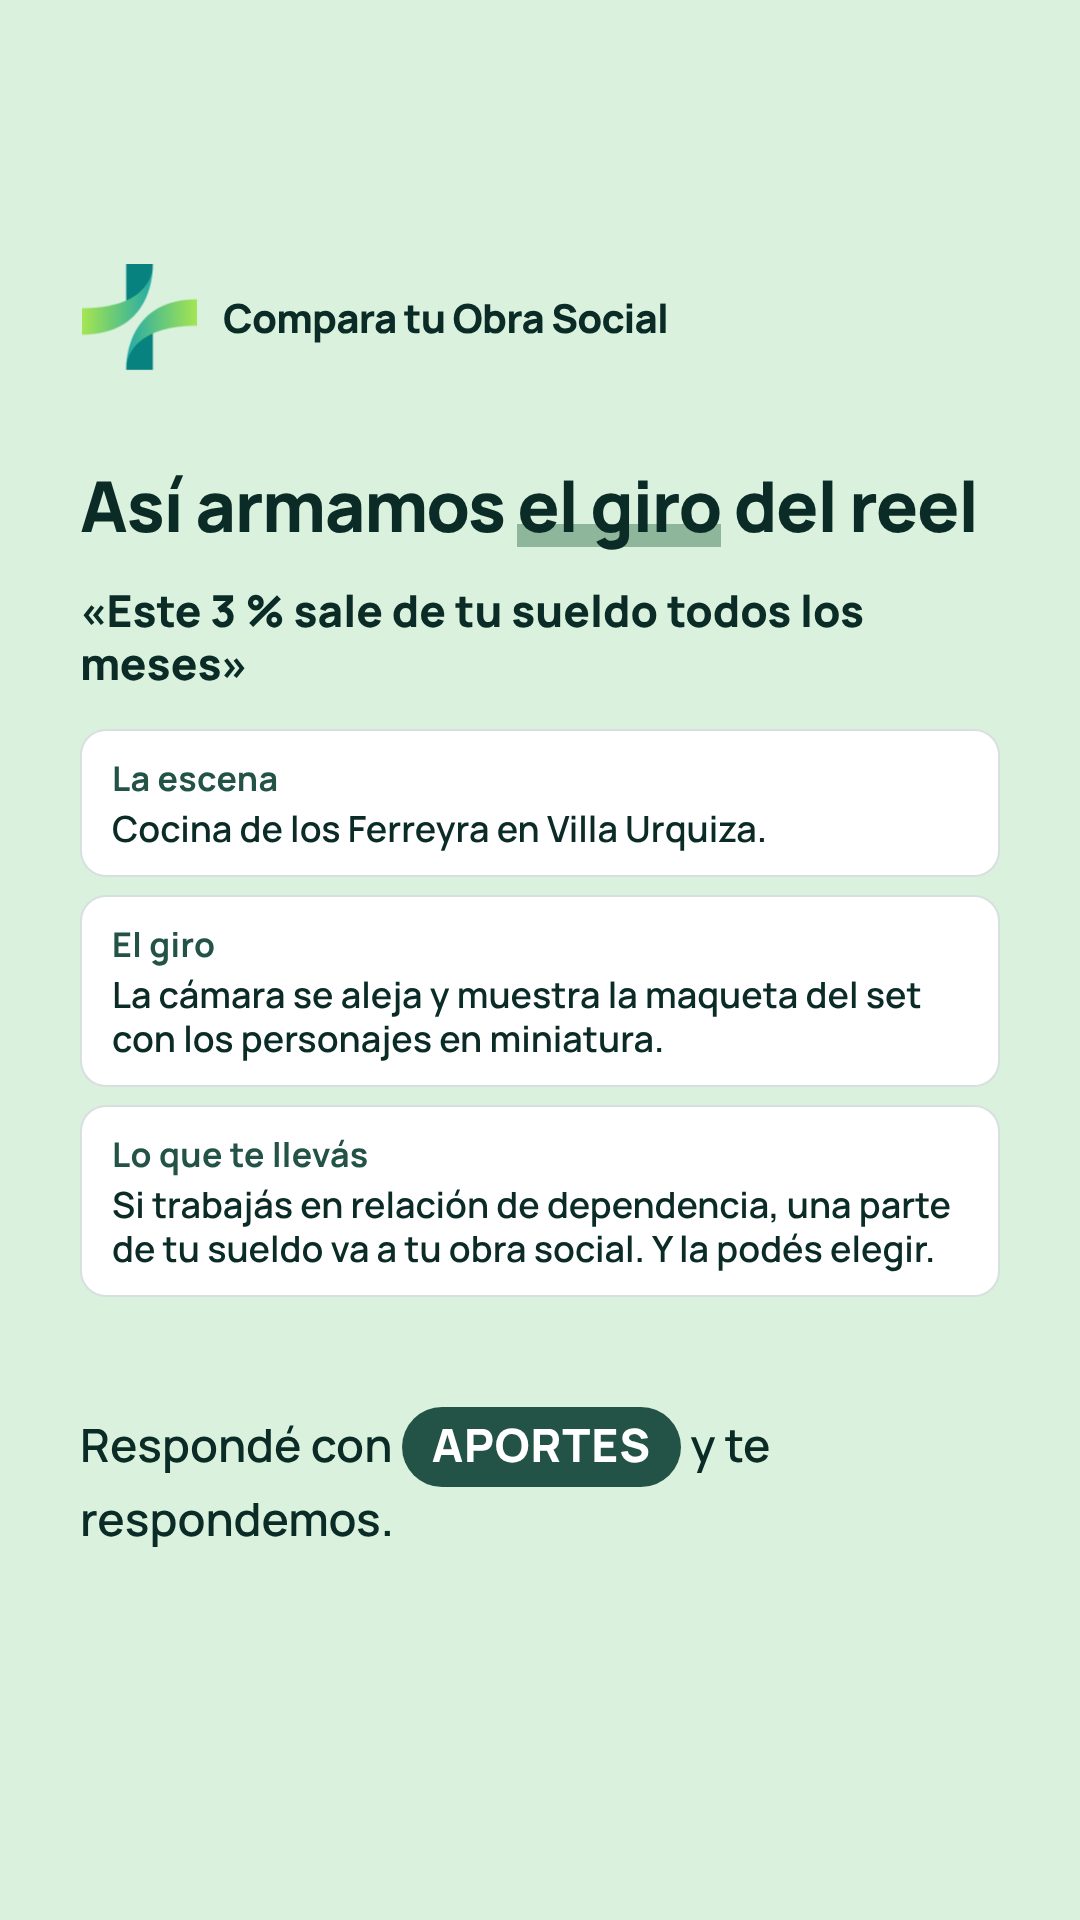 Compara tu Obra Social
Así armamos el giro del reel
«Este 3 % sale de tu sueldo todos los
meses»
La escena
Cocina de los Ferreyra en Villa Urquiza.
El giro
La cámara se aleja y muestra la maqueta del set
con los personajes en miniatura.
Lo que te llevás
Si trabajás en relación de dependencia, una parte
de tu sueldo va a tu obra social. Y la podés elegir.
Respondé con APORTES y te
respondemos.